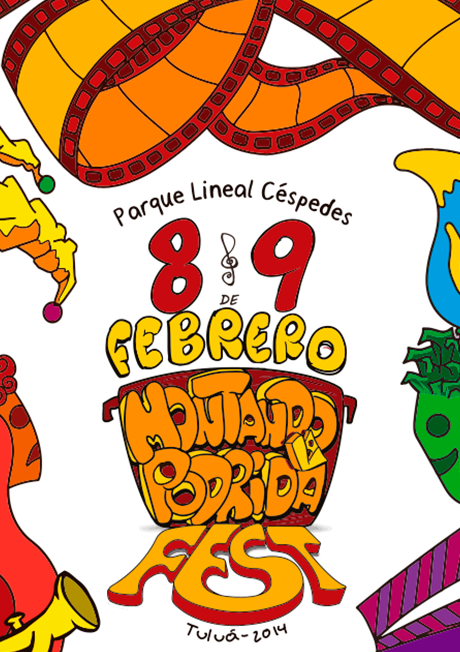 Parque Lineal Céspedes
8 9
DE
FEBRERO
MONTANDO
LA
PODRIDA
FEST
Tuluá-2014